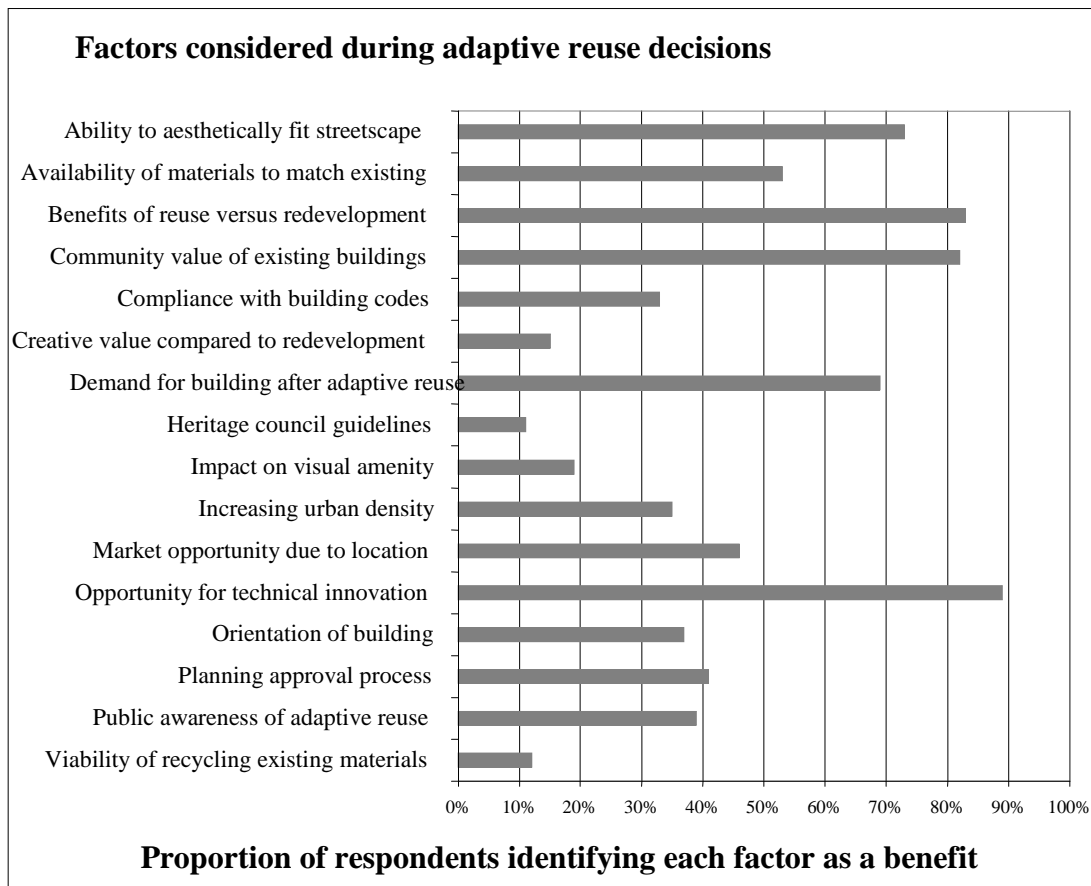 Factors considered during adaptive reuse decisions
Ability to aesthetically fit streetscape
Availability of materials to match existing
Benefits of reuse versus redevelopment
Community value of existing buildings
Compliance with building codes
Creative value compared to redevelopment
Demand for building after adaptive reuse
Heritage council guidelines
Impact on visual amenity
Increasing urban density
Market opportunity due to location
Opportunity for technical innovation
Orientation of building
Planning approval process
Public awareness of adaptive reuse
Viability of recycling existing materials
0% 10% 20% 30% 40% 50% 60% 70% 80% 90% 100%
Proportion of respondents identifying each factor as a benefit